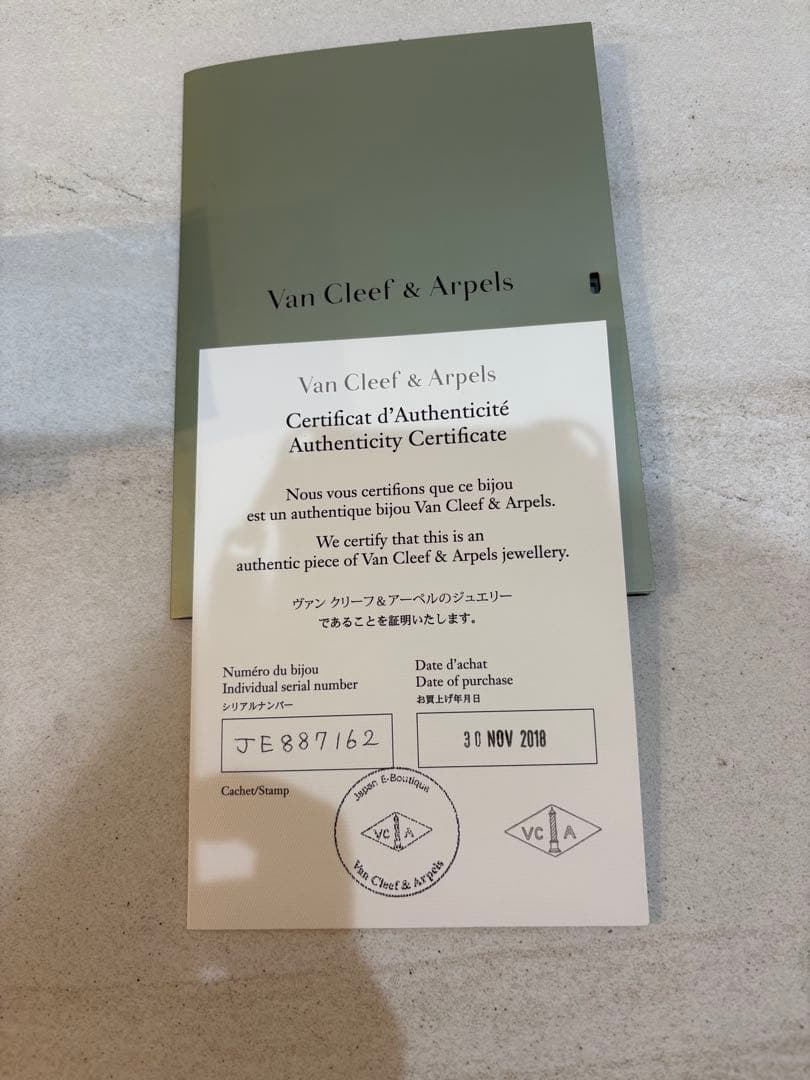 Van Cleef & Arpels
Van Cleef & Arpels
Certificat d'Authenticité
Authenticity Certificate
Nous vous certifions que ce bijou
est un authentique bijou Van Cleef & Arpels.
We certify that this is an
authentic piece of Van Cleef & Arpels jewellery.
ヴァン クリーフ&アーペルのジュエリー
であることを証明いたします。
Numéro du bijou
Individual serial number
シリアルナンバー
JE887162
Date d'achat
Date of purchase
お買上げ年月日
30 NOV 2018
Cachet/Stamp
Japan E-Boutique
VC A
Van Cleef & Arpels
VC A